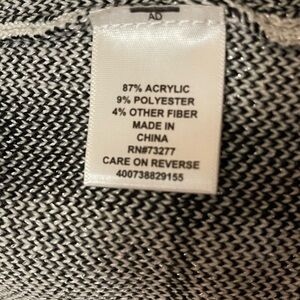 AD
87% ACRYLIC
9% POLYESTER
4% OTHER FIBER
MADE IN
CHINA
RN#73277
CARE ON REVERSE
400738829155